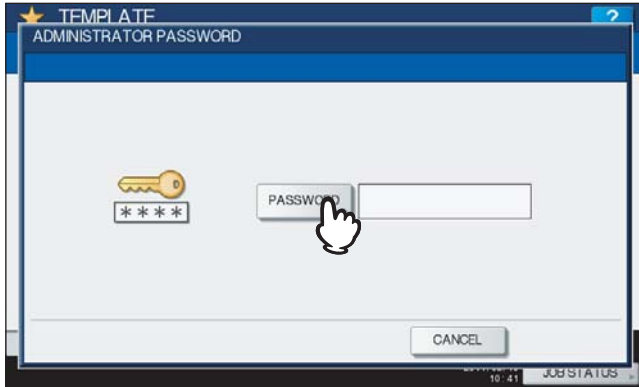 TEMPLATE
?
ADMINISTRATOR PASSWORD
****
PASSWORD
CANCEL
10:41
JOB STATUS